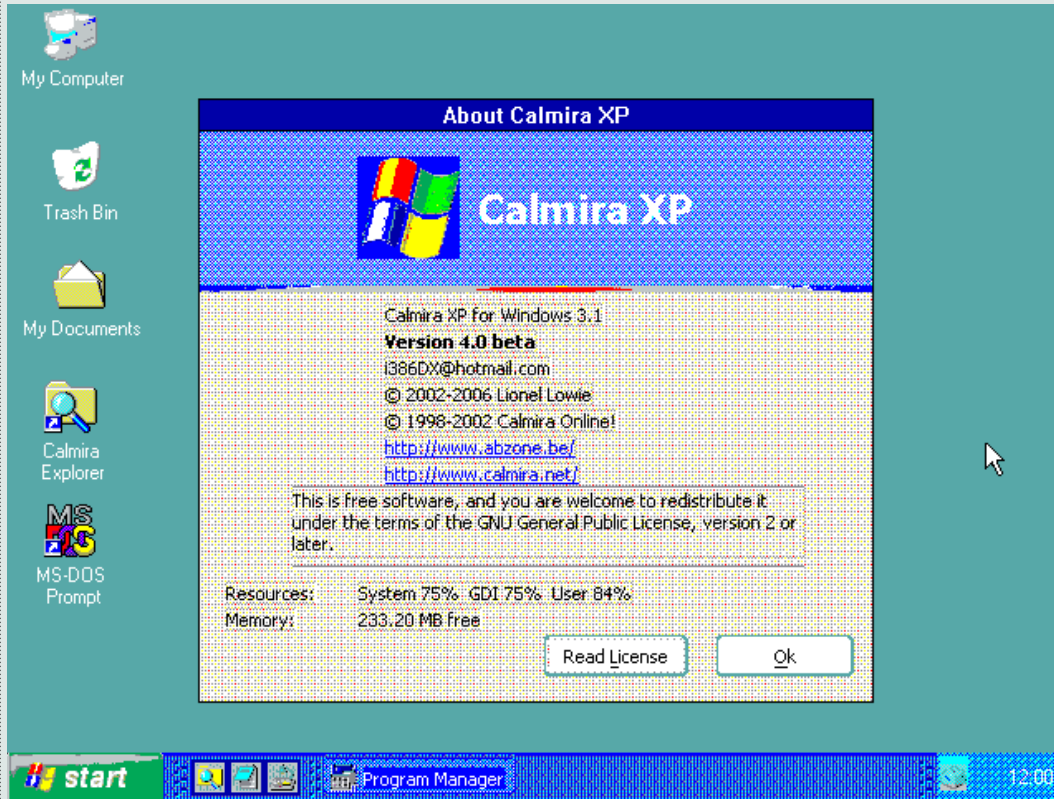 My Computer
Trash Bin
My Documents
Calmira
Explorer
MS
DOS
MS-DOS
Prompt
About Calmira XP
Calmira XP
Calmira XP for Windows 3.1
Version 4.0 beta
i386DX@hotmail.com
© 2002-2006 Lionel Lowie
© 1998-2002 Calmira Online!
http://www.abzone.be/
http://www.calmira.net/
This is free software, and you are welcome to redistribute it
under the terms of the GNU General Public License, version 2 or
later.
Resources: System 75% GDI 75% User 84%
Memory: 233.20 MB free
Read License Ok
start Program Manager 12:00